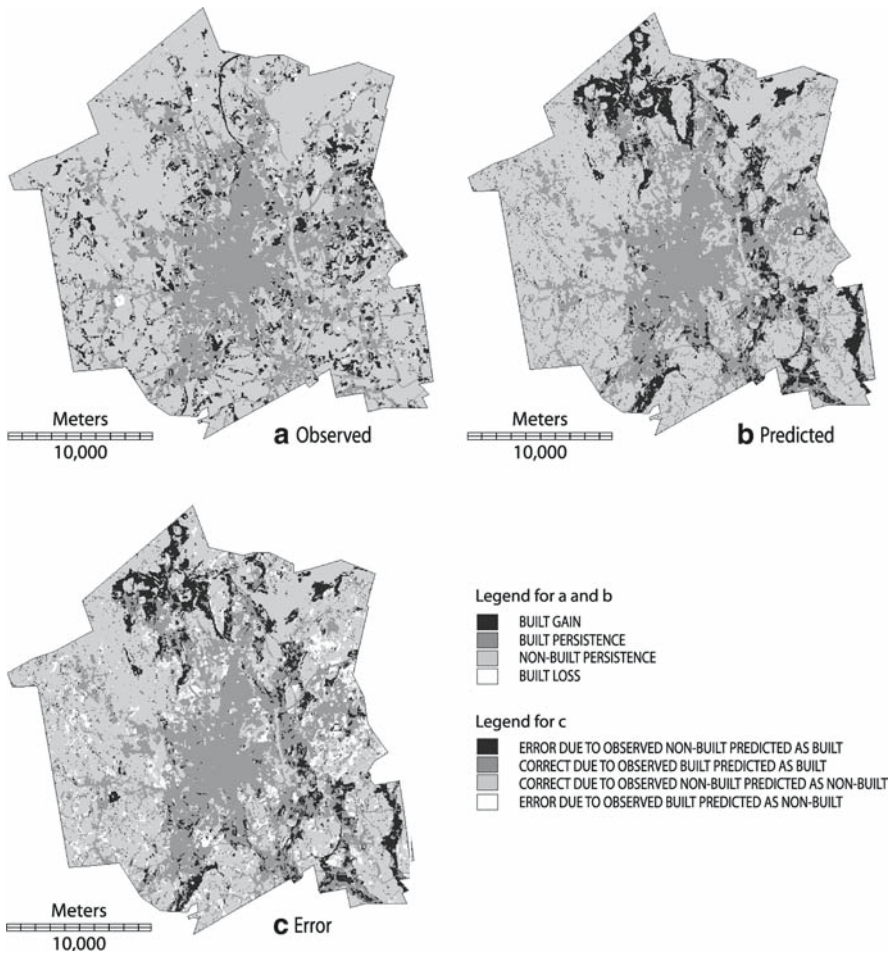 Meters
10,000
a Observed
Meters
10,000
b Predicted
Meters
10,000
c Error
Legend for a and b
BUILT GAIN
BUILT PERSISTENCE
NON-BUILT PERSISTENCE
BUILT LOSS
Legend for c
ERROR DUE TO OBSERVED NON-BUILT PREDICTED AS BUILT
CORRECT DUE TO OBSERVED BUILT PREDICTED AS BUILT
CORRECT DUE TO OBSERVED NON-BUILT PREDICTED AS NON-BUILT
ERROR DUE TO OBSERVED BUILT PREDICTED AS NON-BUILT